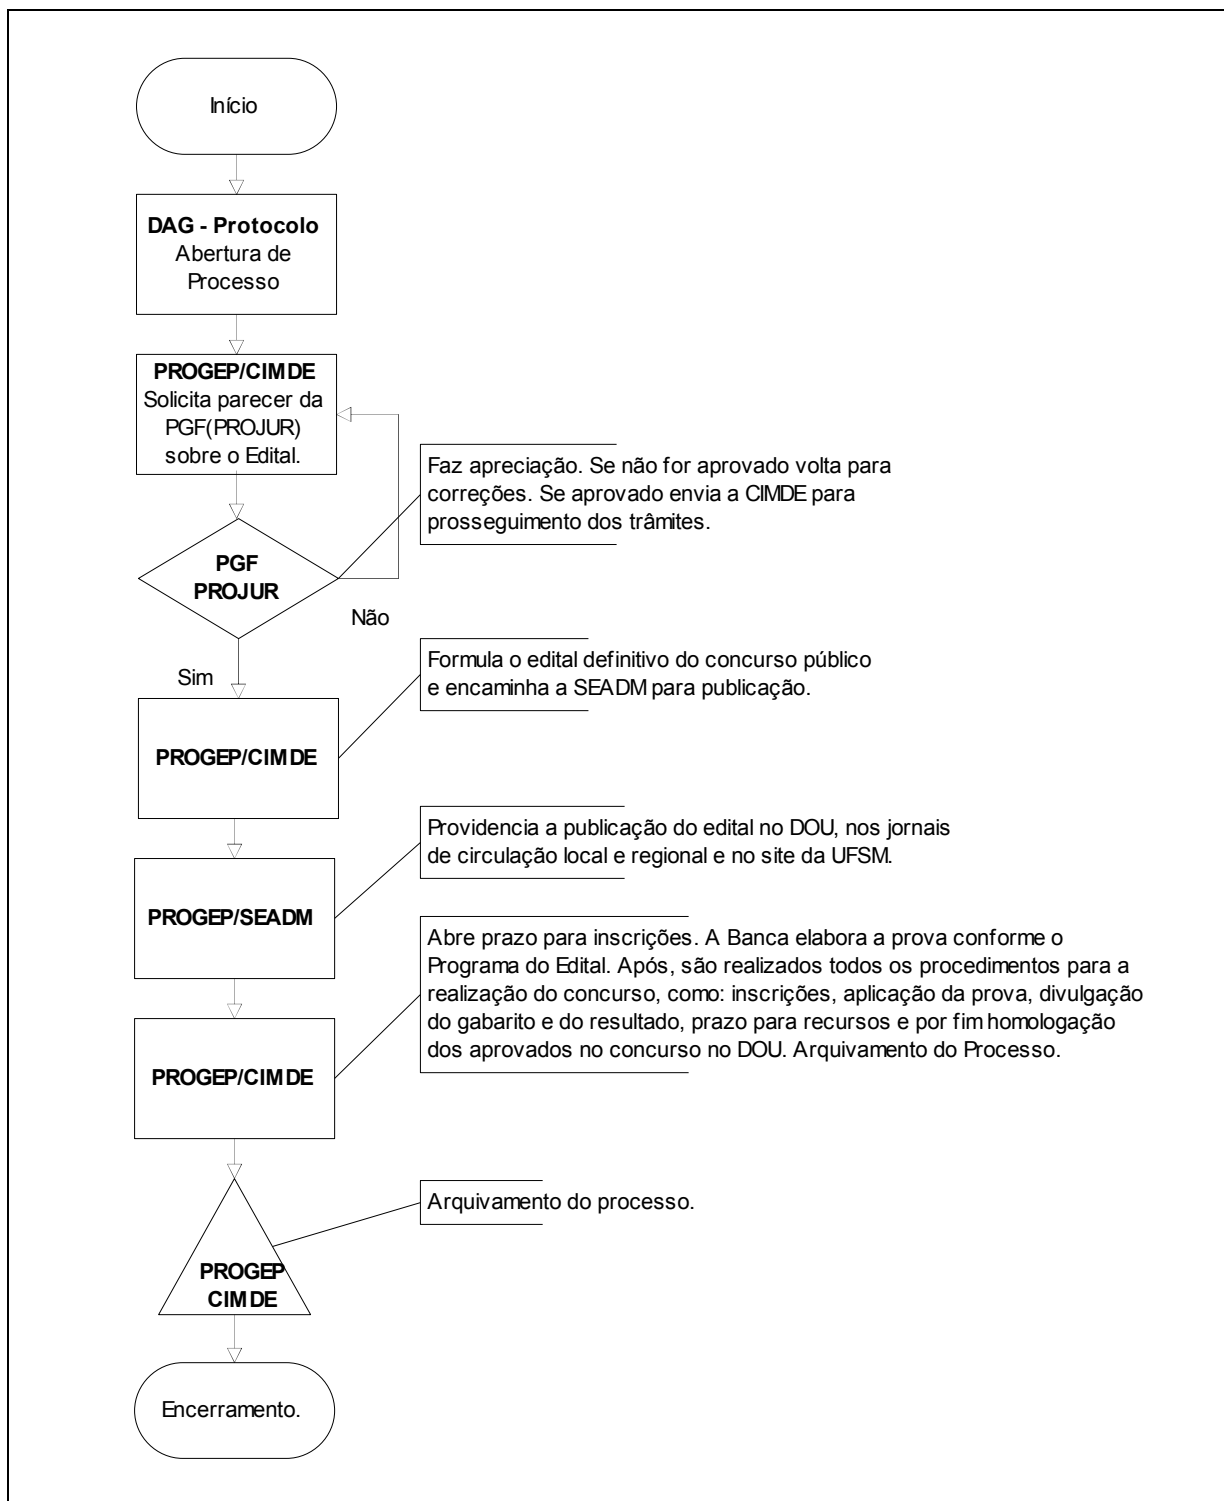 Início
DAG - Protocolo
Abertura de
Processo
PROGEP/CIMDE
Solicita parecer da
PGF(PROJUR)
sobre o Edital.
Faz apreciação. Se não for aprovado volta para
correções. Se aprovado envia a CIMDE para
prosseguimento dos trâmites.
PGF
PROJUR
Não
Sim
Formula o edital definitivo do concurso público
e encaminha a SEADM para publicação.
PROGEP/CIMDE
Providencia a publicação do edital no DOU, nos jornais
de circulação local e regional e no site da UFSM.
PROGEP/SEADM
Abre prazo para inscrições. A Banca elabora a prova conforme o
Programa do Edital. Após, são realizados todos os procedimentos para a
realização do concurso, como: inscrições, aplicação da prova, divulgação
do gabarito e do resultado, prazo para recursos e por fim homologação
dos aprovados no concurso no DOU. Arquivamento do Processo.
PROGEP/CIMDE
Arquivamento do processo.
PROGEP
CIMDE
Encerramento.